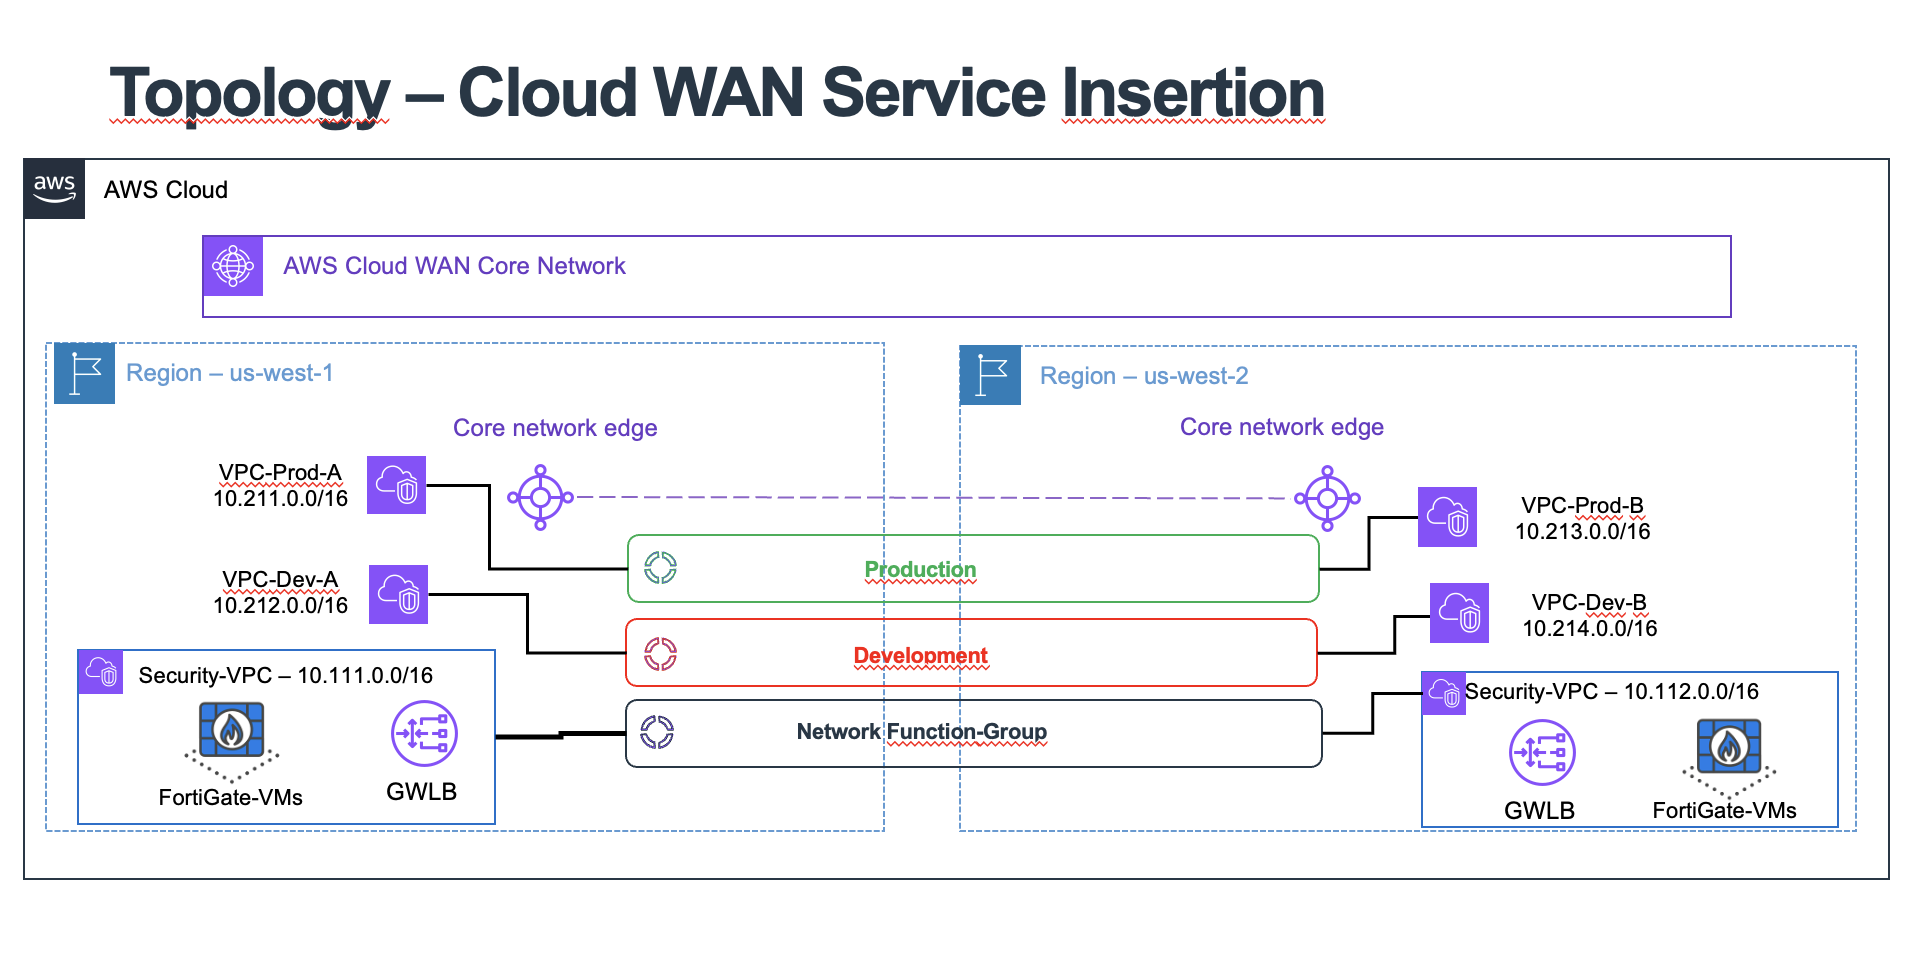 Topology – Cloud WAN Service Insertion
aws
AWS Cloud
AWS Cloud WAN Core Network
Region – us-west-1
Core network edge
VPC-Prod-A
10.211.0.0/16
VPC-Dev-A
10.212.0.0/16
Security-VPC – 10.111.0.0/16
FortiGate-VMs
GWLB
Production
Development
Network Function-Group
Region – us-west-2
Core network edge
VPC-Prod-B
10.213.0.0/16
VPC-Dev-B
10.214.0.0/16
Security-VPC – 10.112.0.0/16
GWLB
FortiGate-VMs